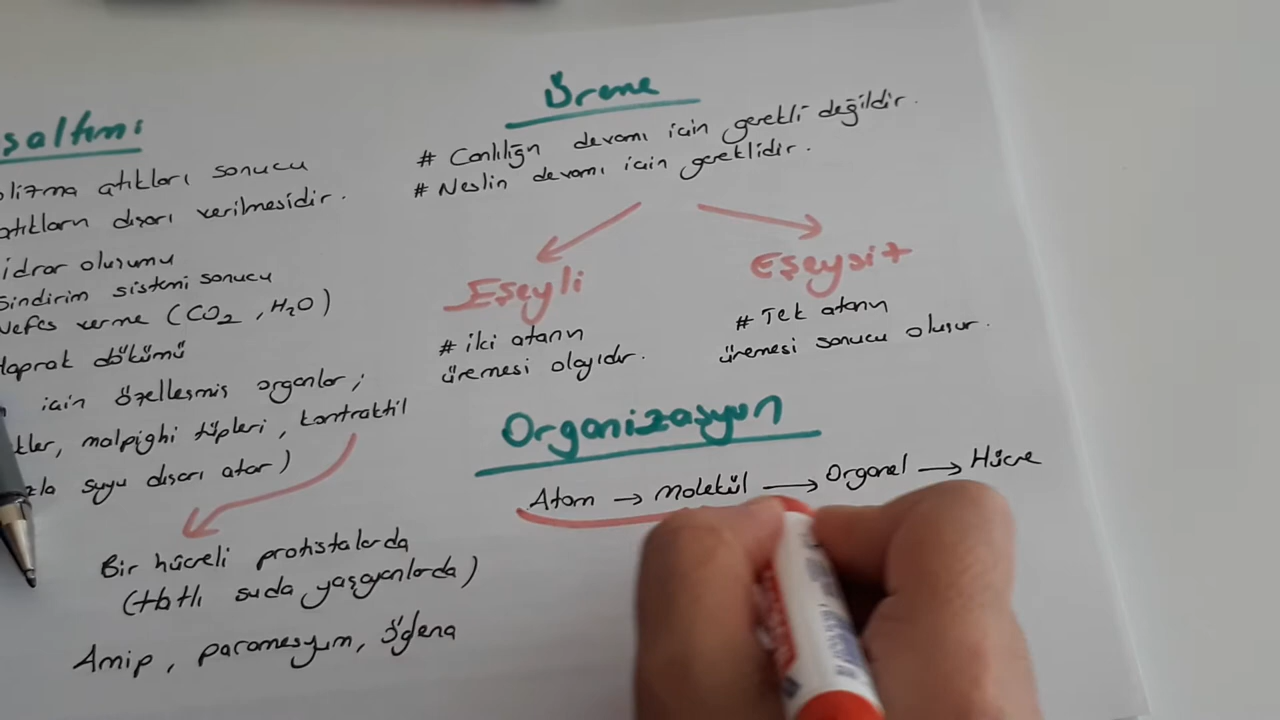 şaltımı
atıkları sonucu
atıkların dışarı verilmesidir.
idrar oluşumu
Sindirim sistemi sonucu
Nefes verme (CO2, H2O)
Yaprak dökümü
için özelleşmiş organlar;
malpighi tüpleri, kontraktil
suyu dışarı atar)
Bir hücreli protistalarda
(tatlı suda yaşayanlarda)
Amip, paramesyum, öglena
Üreme
# Canlılığın devamı için gerekli değildir.
# Neslin devamı için gereklidir.
Eşeyli
# iki atanın
üremesi olayıdır.
Eşeysiz
# Tek atanın
üremesi sonucu oluşur.
Organizasyon
Atom → Molekül → Organel → Hücre